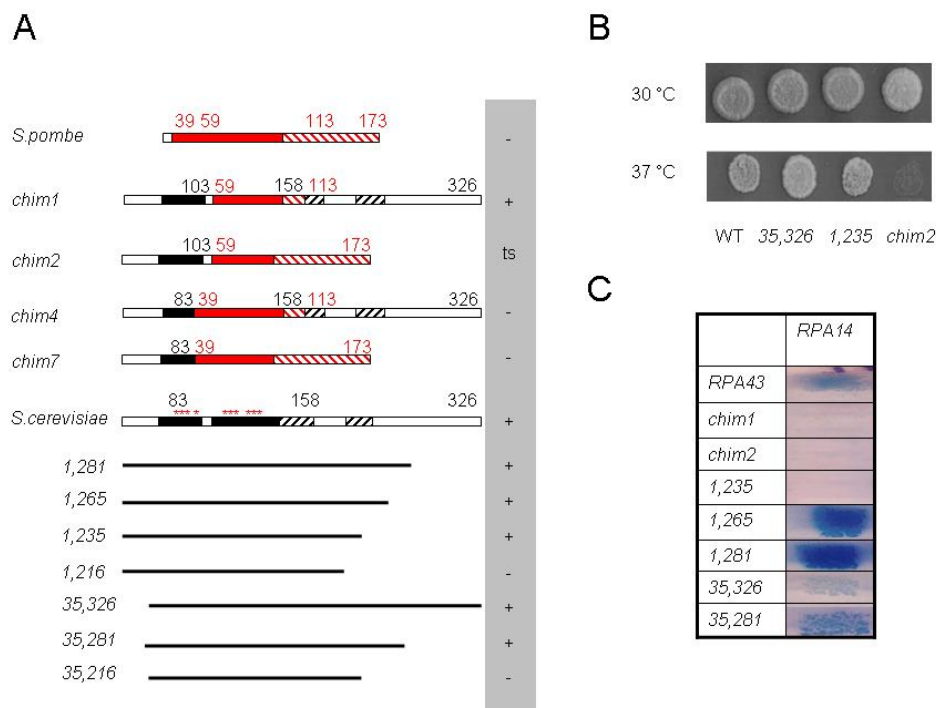 A
39 59 113 173
S.pombe -
103 59 158 113 326
chim1 +
103 59 173
chim2 ts
83 39 158 113 326
chim4 -
83 39 173
chim7 -
83 158 326
*** * *** ***
S.cerevisiae +
1,281 +
1,265 +
1,235 +
1,216 -
35,326 +
35,281 +
35,216 -
B
30 °C
37 °C
WT 35,326 1,235 chim2
C
RPA14
RPA43
chim1
chim2
1,235
1,265
1,281
35,326
35,281